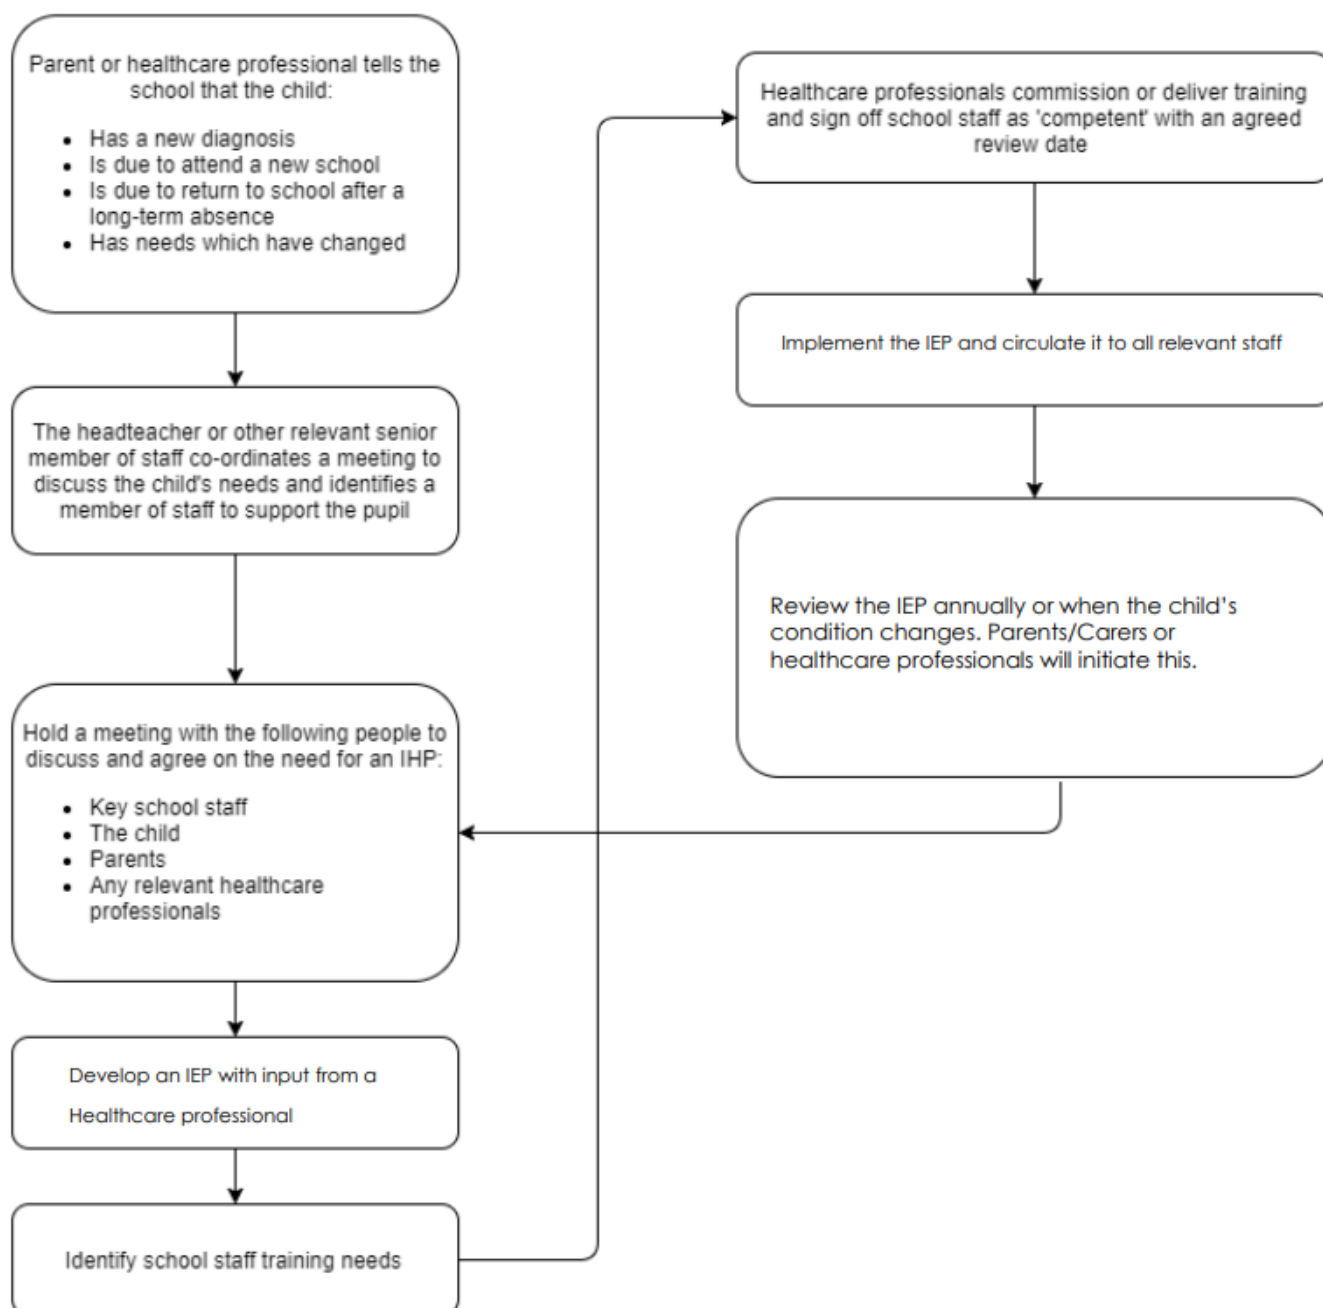 Parent or healthcare professional tells the
school that the child:
• Has a new diagnosis
• Is due to attend a new school
• Is due to return to school after a
long-term absence
• Has needs which have changed
The headteacher or other relevant senior
member of staff co-ordinates a meeting to
discuss the child's needs and identifies a
member of staff to support the pupil
Hold a meeting with the following people to
discuss and agree on the need for an IHP:
• Key school staff
• The child
• Parents
• Any relevant healthcare
professionals
Develop an IEP with input from a
Healthcare professional
Identify school staff training needs
Healthcare professionals commission or deliver training
and sign off school staff as 'competent' with an agreed
review date
Implement the IEP and circulate it to all relevant staff
Review the IEP annually or when the child’s
condition changes. Parents/Carers or
healthcare professionals will initiate this.